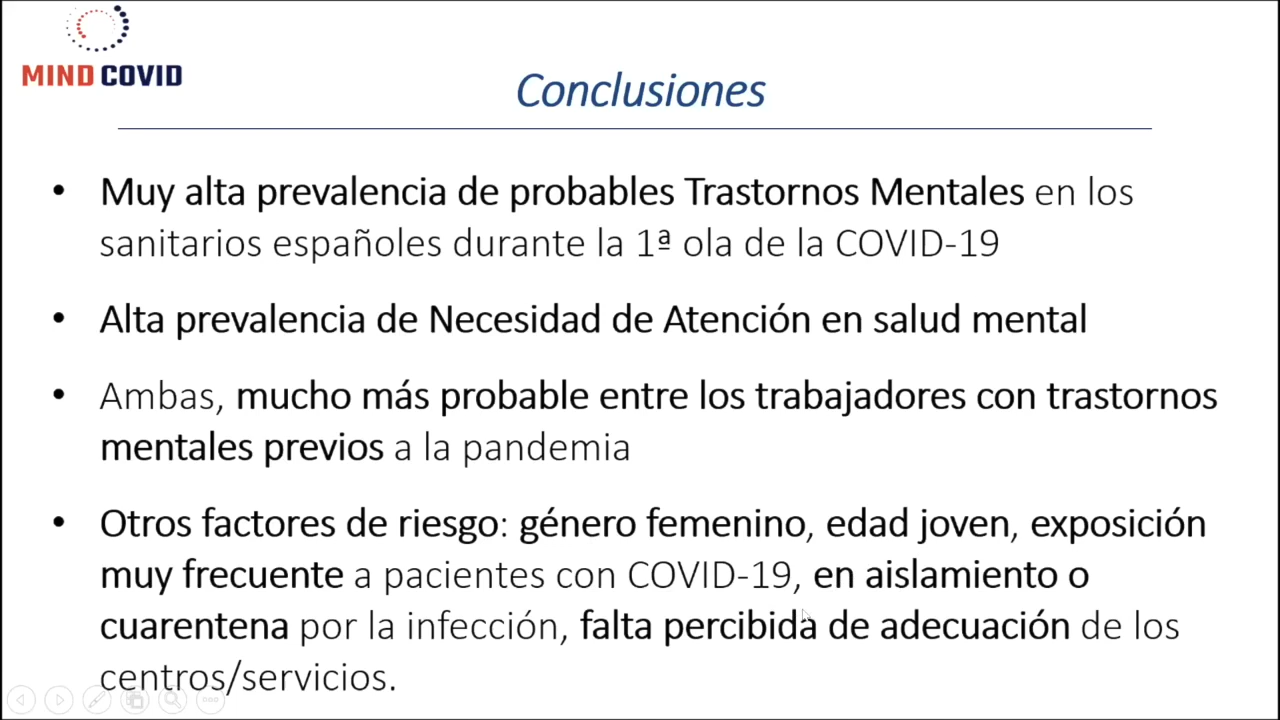 MIND COVID
Conclusiones
• Muy alta prevalencia de probables Trastornos Mentales en los
sanitarios españoles durante la 1ª ola de la COVID-19
• Alta prevalencia de Necesidad de Atención en salud mental
• Ambas, mucho más probable entre los trabajadores con trastornos
mentales previos a la pandemia
• Otros factores de riesgo: género femenino, edad joven, exposición
muy frecuente a pacientes con COVID-19, en aislamiento o
cuarentena por la infección, falta percibida de adecuación de los
centros/servicios.